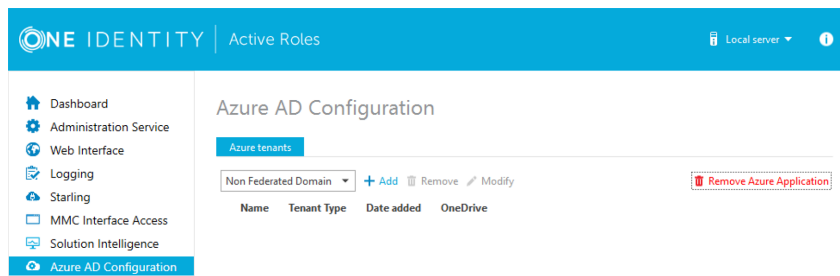 ONE IDENTITY Active Roles
Local server
Dashboard
Administration Service
Web Interface
Logging
Starling
MMC Interface Access
Solution Intelligence
Azure AD Configuration
Azure AD Configuration
Azure tenants
Non Federated Domain Add Remove Modify Remove Azure Application
Name Tenant Type Date added OneDrive